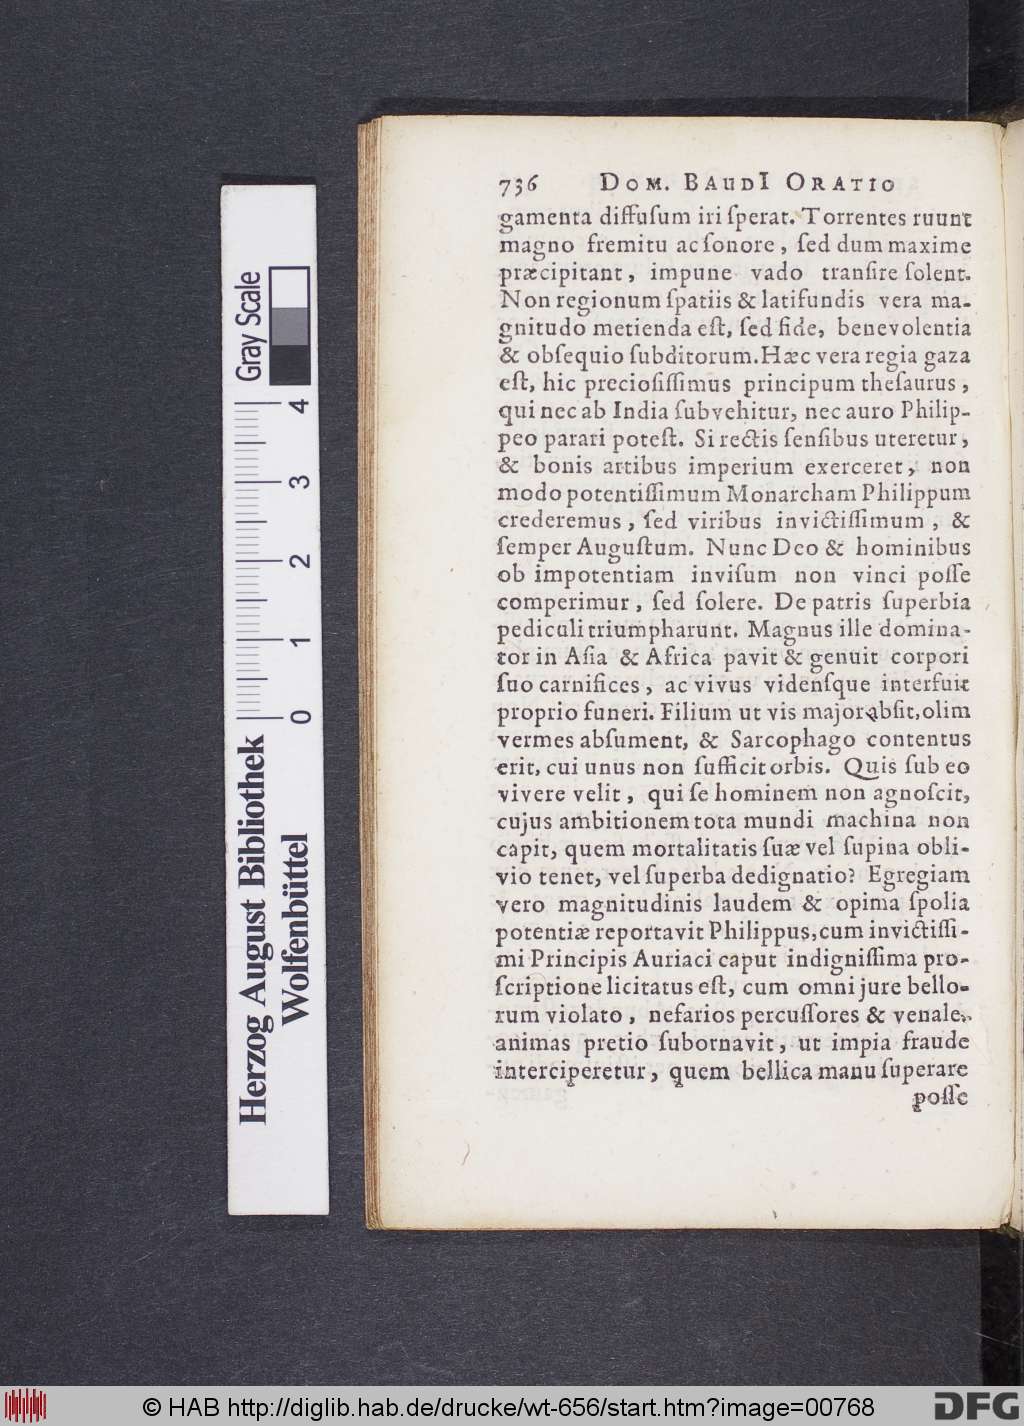 736 DOM. BAUDI ORATIO
gamenta diffuſum iri ſperat. Torrentes ruunt
magno fremitu ac ſonore, ſed dum maxime
præcipitant, impune vado tranſire ſolent.
Non regionum ſpatiis & latifundis vera ma-
gnitudo metienda eſt, ſed fide, benevolentia
& obſequio ſubditorum. Hæc vera regia gaza
eſt, hic precioſiſſimus principum theſaurus,
qui nec ab India ſubvehitur, nec auro Philip-
peo parari poteſt. Si rectis ſenſibus uteretur,
& bonis artibus imperium exerceret, non
modo potentiſſimum Monarcham Philippum
crederemus, ſed viribus invictiſſimum, &
ſemper Auguſtum. Nunc Deo & hominibus
ob impotentiam inviſum non vinci poſſe
comperimur, ſed ſolere. De patris ſuperbia
pediculi triumpharunt. Magnus ille domina-
tor in Aſia & Africa pavit & genuit corpori
ſuo carnifices, ac vivus vidensſque interfuit
proprio funeri. Filium ut vis major abſit, olim
vermes abſument, & Sarcophago contentus
erit, cui unus non ſufficit orbis. Quis ſub eo
vivere velit, qui ſe hominem non agnoſcit,
cujus ambitionem tota mundi machina non
capit, quem mortalitatis ſuæ vel ſupina obli-
vio tenet, vel ſuperba dedignatio? Egregiam
vero magnitudinis laudem & opima ſpolia
potentiæ reportavit Philippus, cum invictiſſi-
mi Principis Auriaci caput indigniſſima pro-
ſcriptione licitatus eſt, cum omni jure bello-
rum violato, nefarios percuſſores & venales
animas pretio ſubornavit, ut impia fraude
interciperetur, quem bellica manu ſuperare
poſſe
Gray Scale
4
3
2
1
0
Herzog August Bibliothek
Wolfenbüttel
© HAB http://diglib.hab.de/drucke/wt-656/start.htm?image=00768
DFG